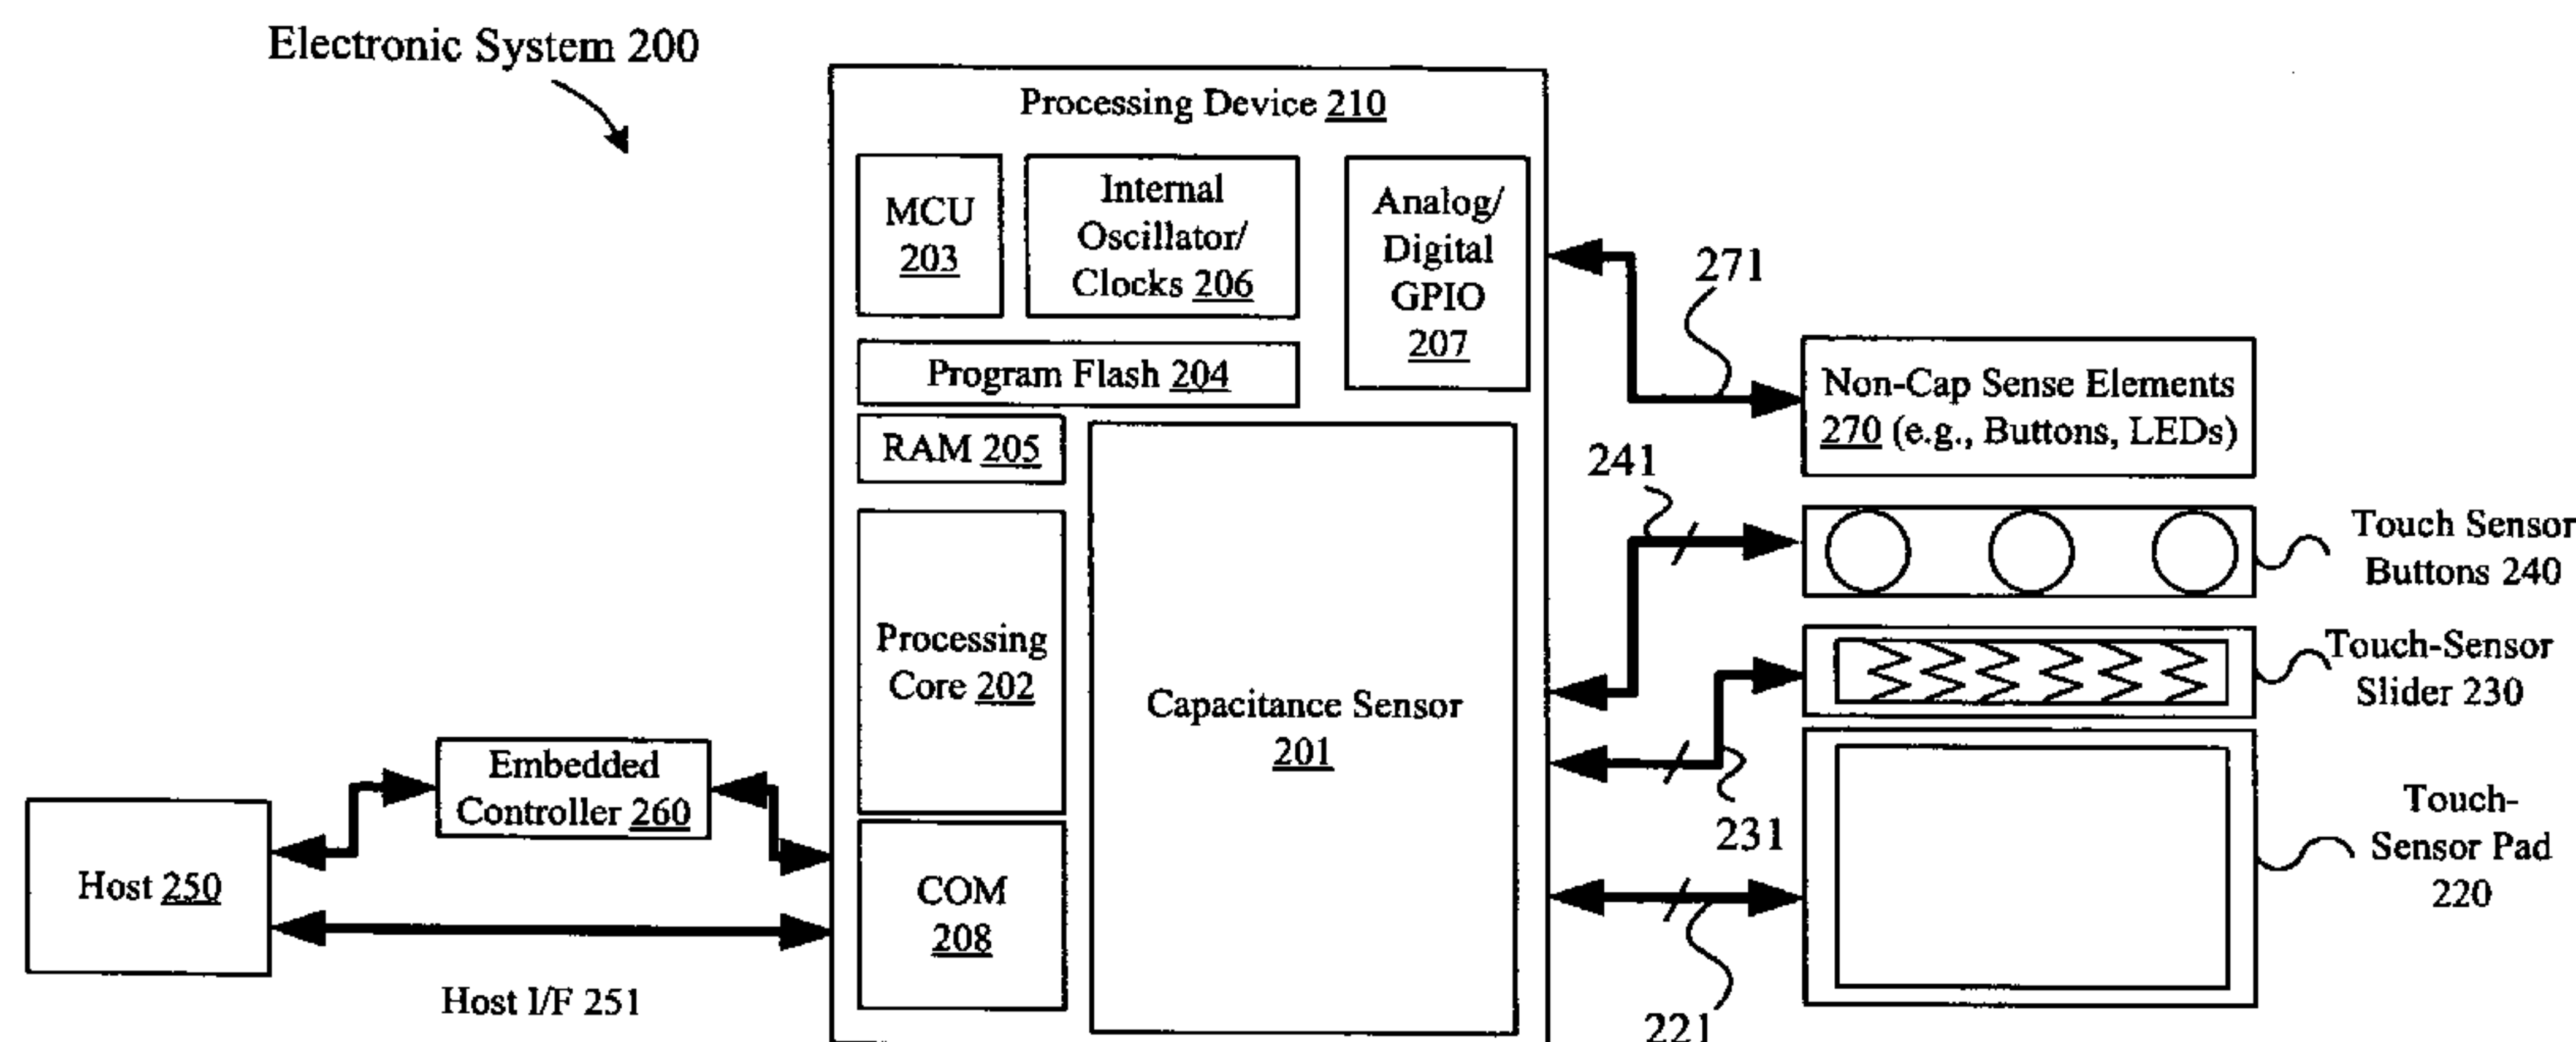 Electronic System 200
Processing Device 210
MCU
203
Internal
Oscillator/
Clocks 206
Analog/
Digital
GPIO
207
Program Flash 204
RAM 205
Processing
Core 202
COM
208
Capacitance Sensor
201
Embedded
Controller 260
Host 250
Host I/F 251
271
Non-Cap Sense Elements
270 (e.g., Buttons, LEDs)
241
Touch Sensor
Buttons 240
Touch-Sensor
Slider 230
231
Touch-
Sensor Pad
220
221